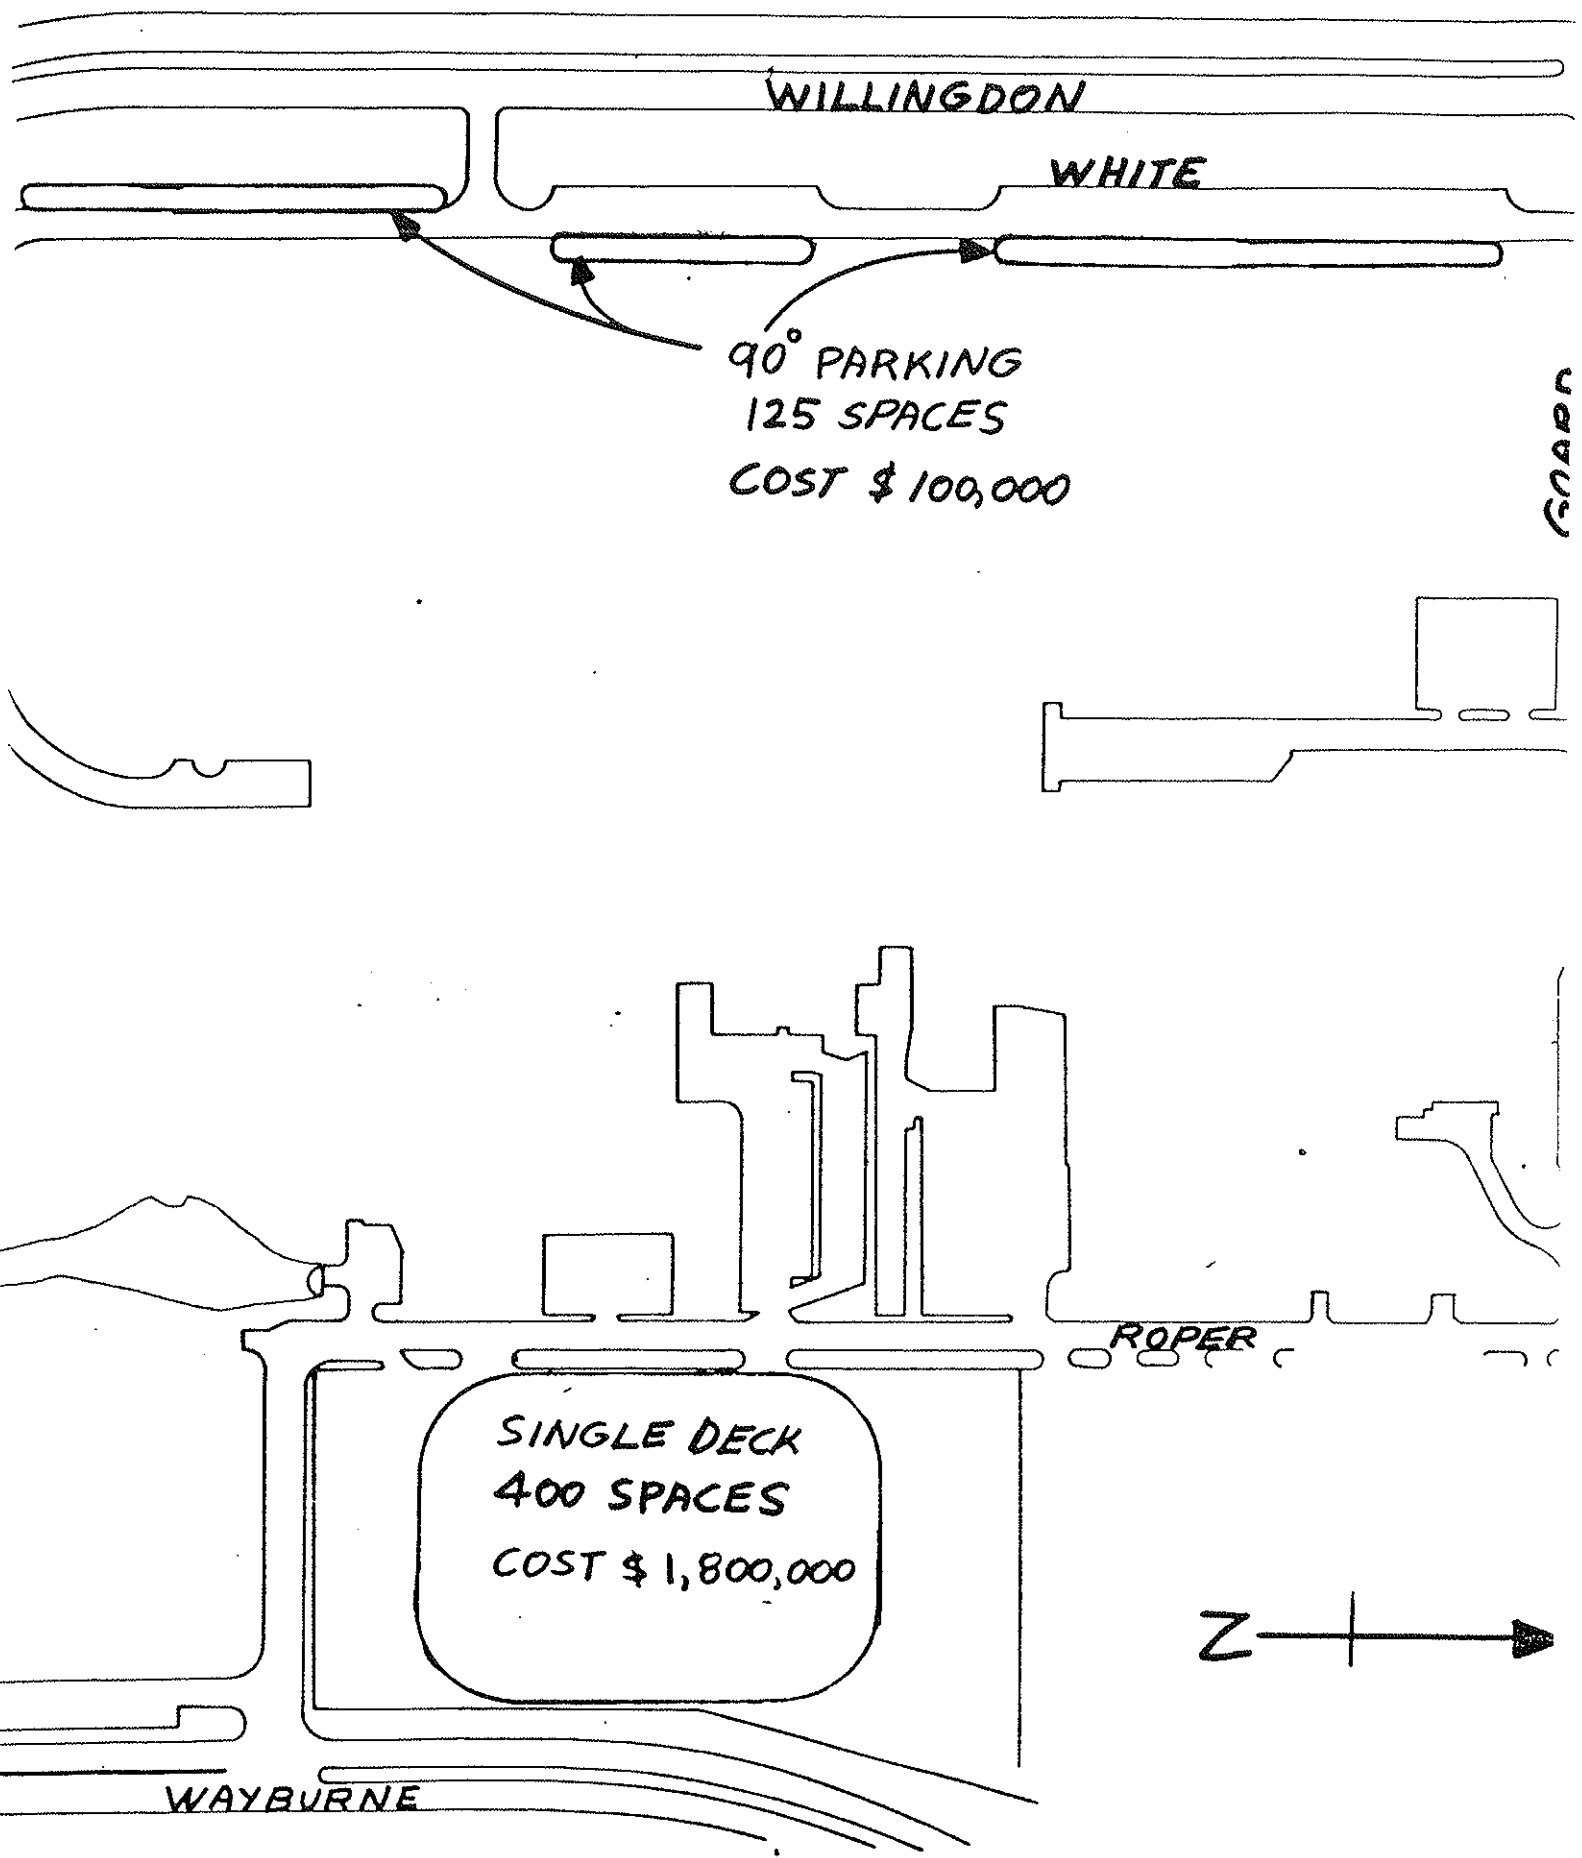 WILLINGDON
WHITE
90° PARKING
125 SPACES
COST $ 100,000
ROPER
SINGLE DECK
400 SPACES
COST $ 1,800,000
N
WAYBURNE